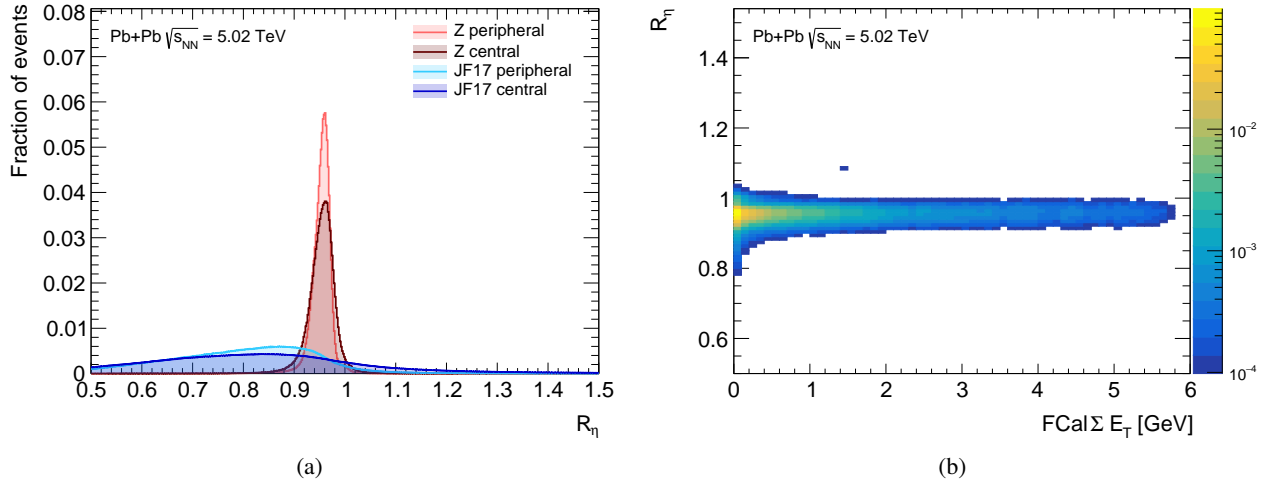 Fraction of events
0.08
0.07
0.06
0.05
0.04
0.03
0.02
0.01
0
Pb+Pb √s_NN = 5.02 TeV
Z peripheral
Z central
JF17 peripheral
JF17 central
0.5 0.6 0.7 0.8 0.9 1 1.1 1.2 1.3 1.4 1.5
R_η
(a)
R_η
1.4
1.2
1
0.8
0.6
Pb+Pb √s_NN = 5.02 TeV
0 1 2 3 4 5 6
FCal Σ E_T [GeV]
10⁻²
10⁻³
10⁻⁴
(b)